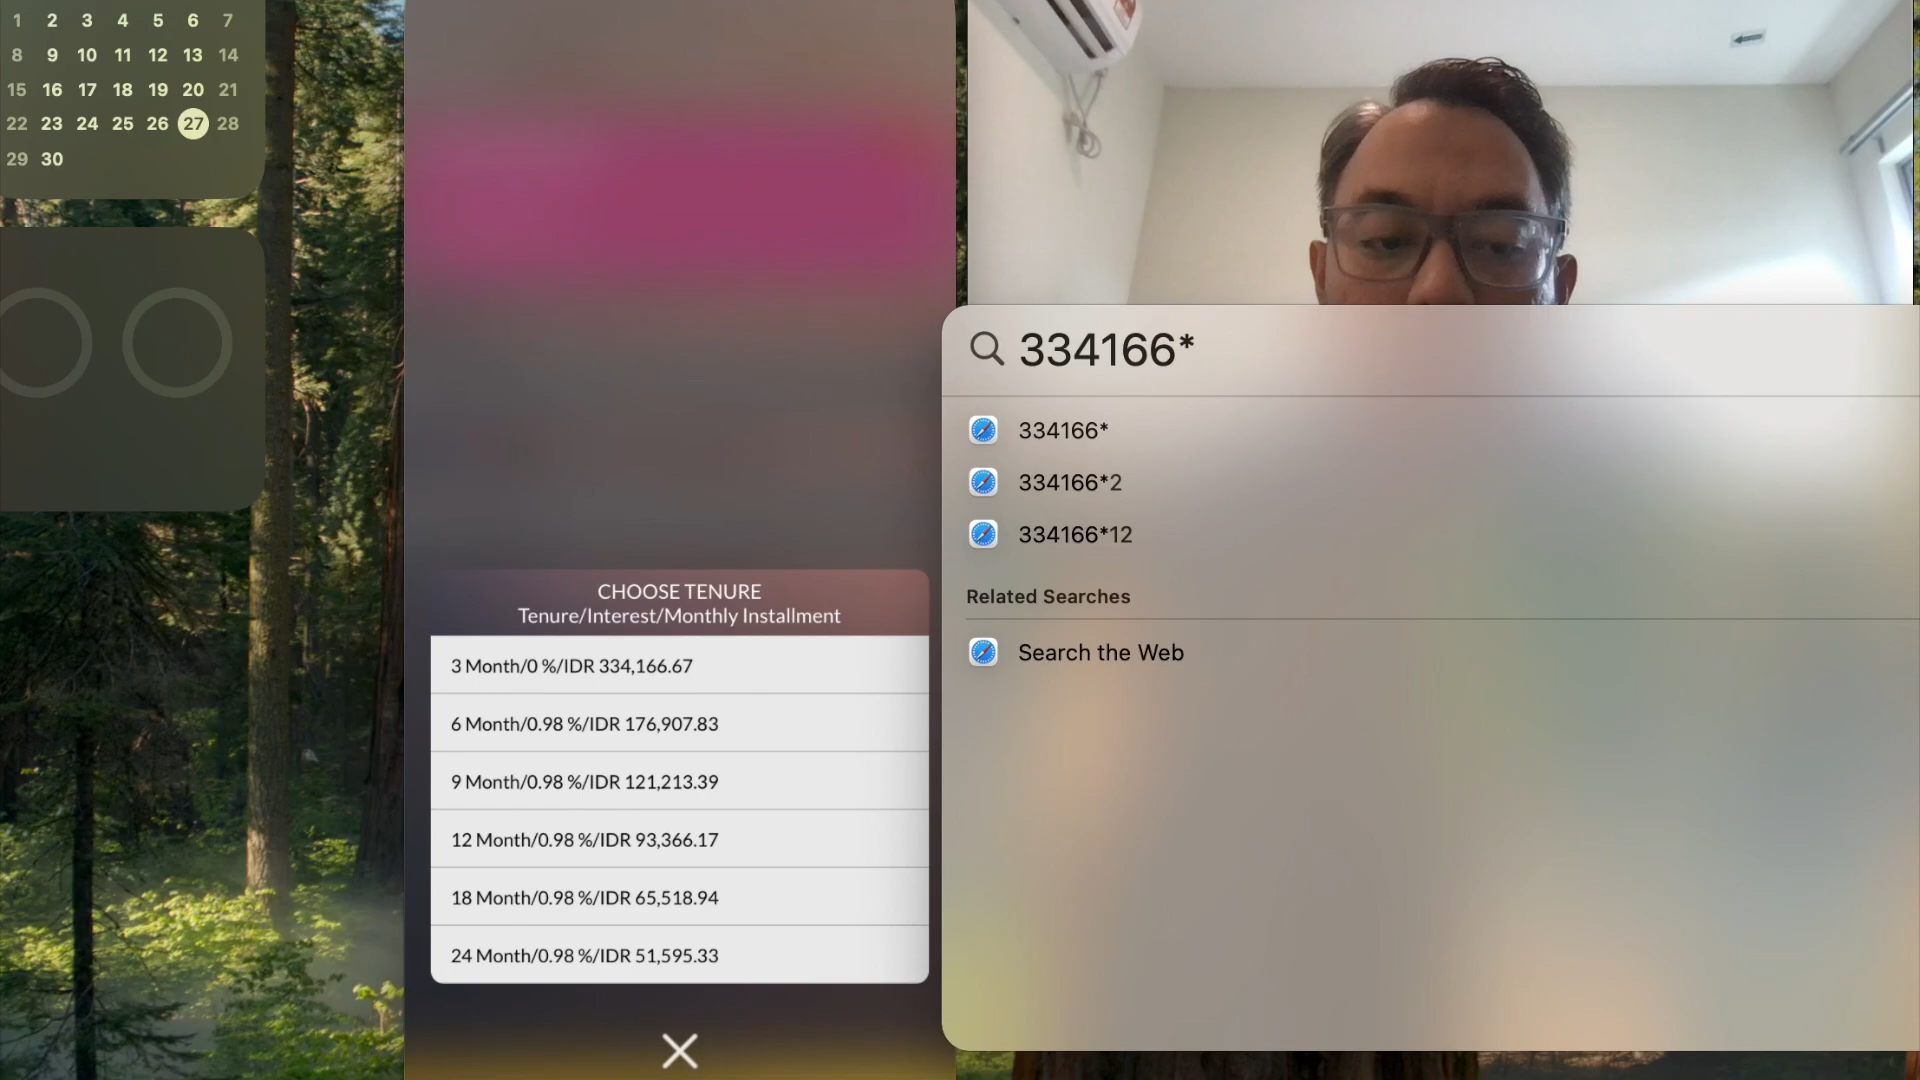 1 2 3 4 5 6 7
8 9 10 11 12 13 14
15 16 17 18 19 20 21
22 23 24 25 26 27 28
29 30
CHOOSE TENURE
Tenure/Interest/Monthly Installment
3 Month/0 %/IDR 334,166.67
6 Month/0.98 %/IDR 176,907.83
9 Month/0.98 %/IDR 121,213.39
12 Month/0.98 %/IDR 93,366.17
18 Month/0.98 %/IDR 65,518.94
24 Month/0.98 %/IDR 51,595.33
334166*
334166*
334166*2
334166*12
Related Searches
Search the Web